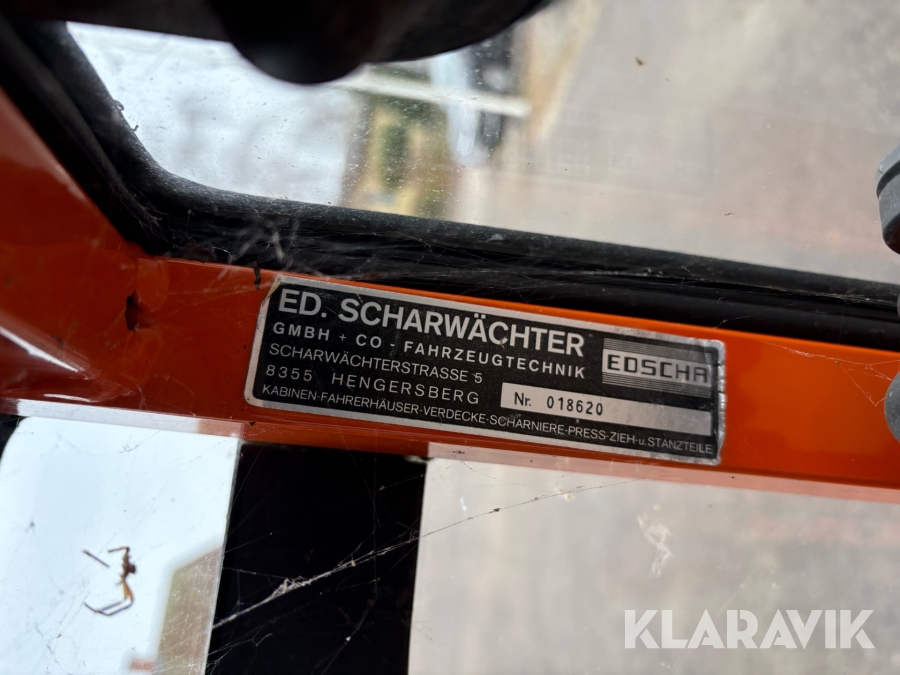 ED. SCHARWÄCHTER
GMBH + CO - FAHRZEUGTECHNIK
SCHARWÄCHTERSTRASSE 5
8355 HENGERSBERG
EDSCHA
Nr. 018620
KABINEN-FAHRERHÄUSER-VERDECKE-SCHARNIERE-PRESS-ZIEH-u.STANZTEILE
KLARAVIK